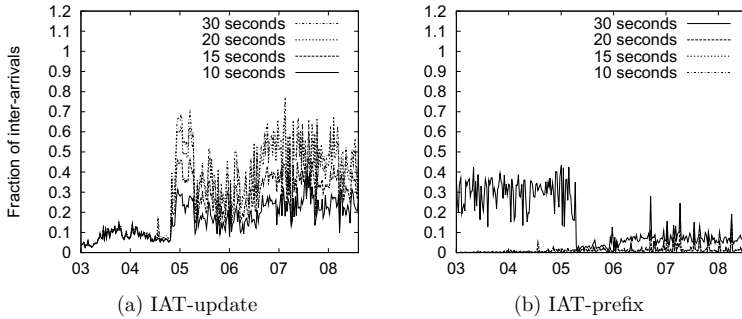 Fraction of inter-arrivals
1.2
1.1
1
0.9
0.8
0.7
0.6
0.5
0.4
0.3
0.2
0.1
0
30 seconds
20 seconds
15 seconds
10 seconds
03 04 05 06 07 08
(a) IAT-update
1.2
1.1
1
0.9
0.8
0.7
0.6
0.5
0.4
0.3
0.2
0.1
0
30 seconds
20 seconds
15 seconds
10 seconds
03 04 05 06 07 08
(b) IAT-prefix